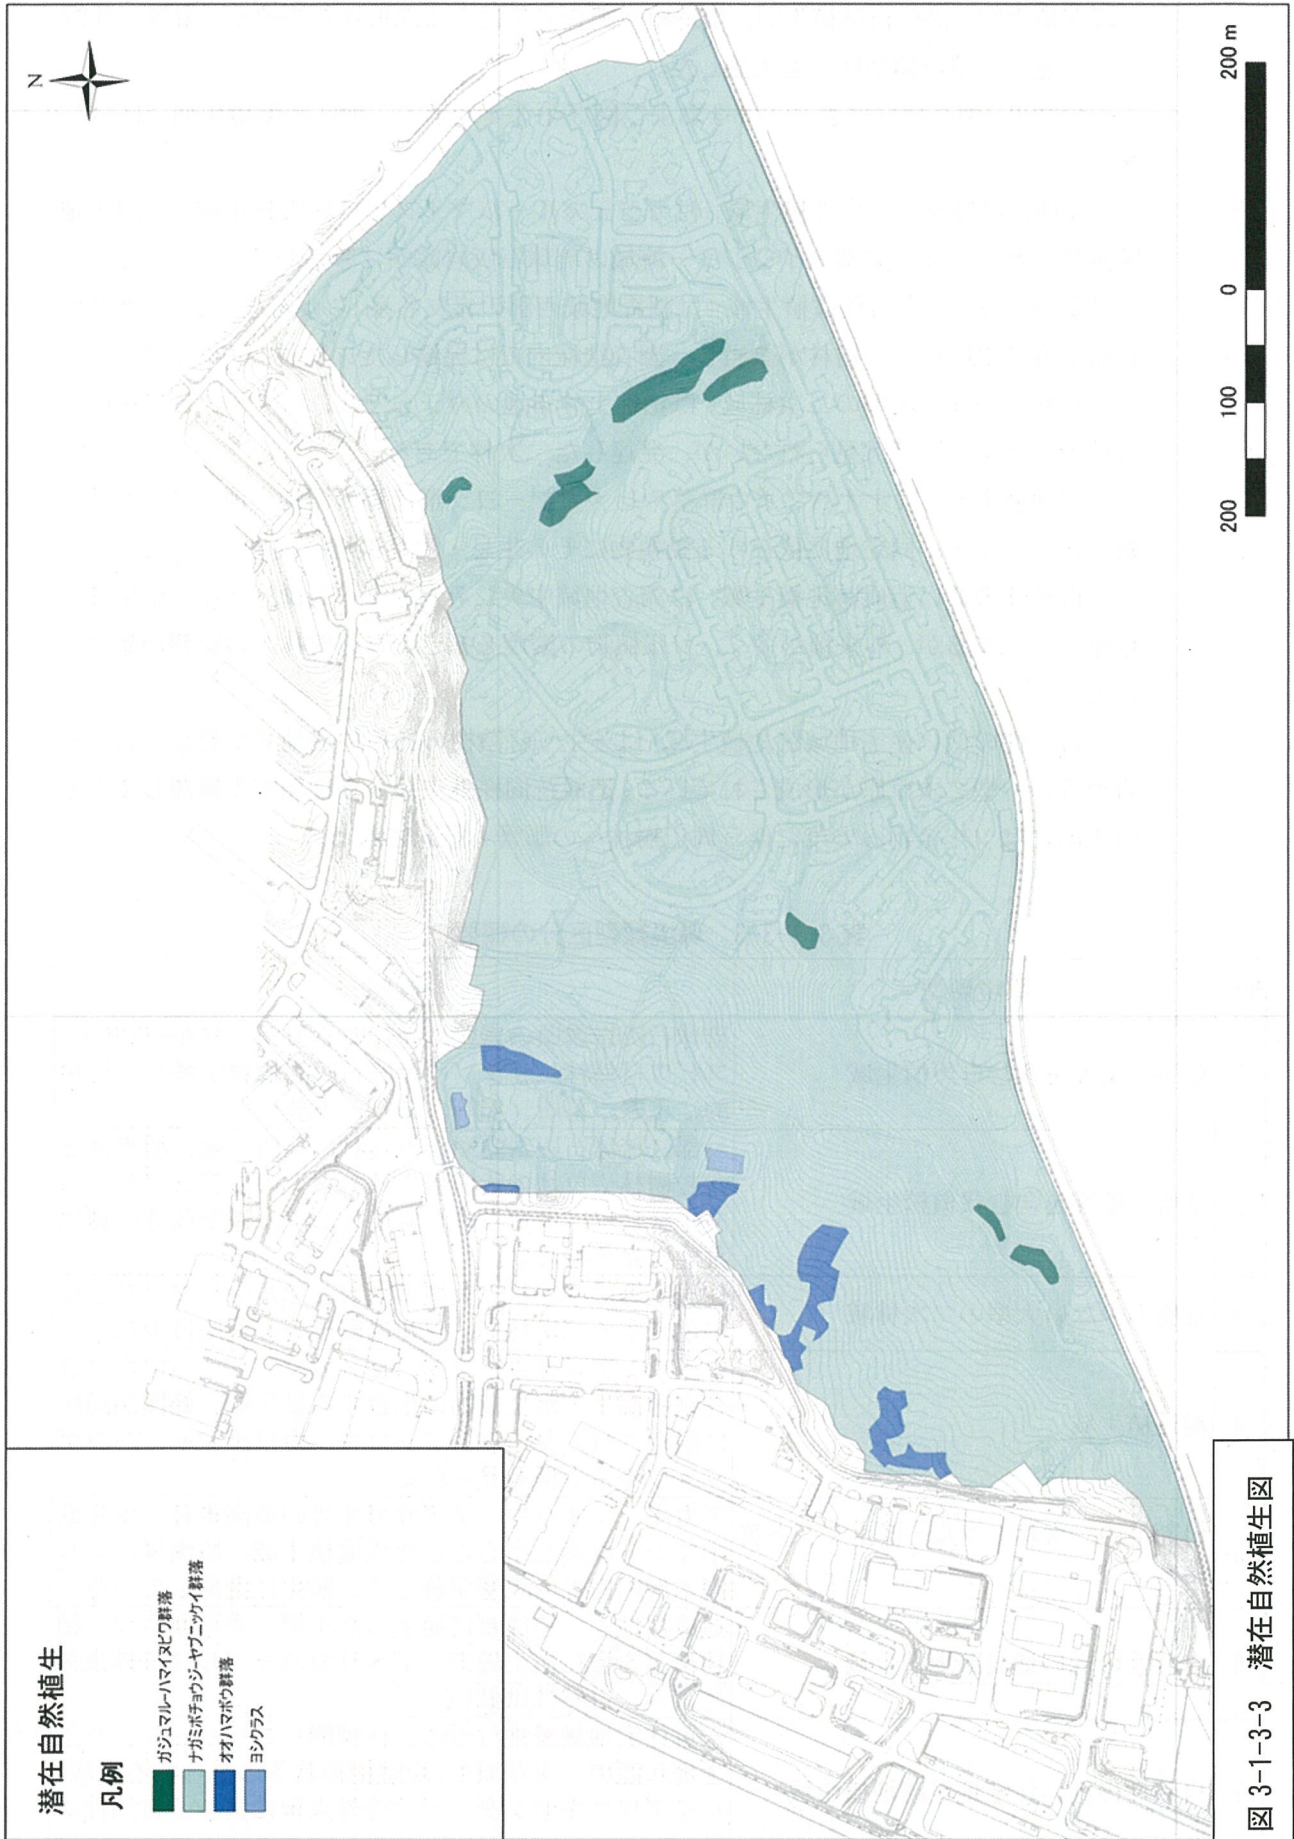 潜在自然植生
凡例
ガジュマル－ハマイヌビワ群落
ナガミボチョウジ－ヤブニッケイ群落
オオハマボウ群落
ヨシクラス
N
200 100 0 200 m
図 3-1-3-3 潜在自然植生図